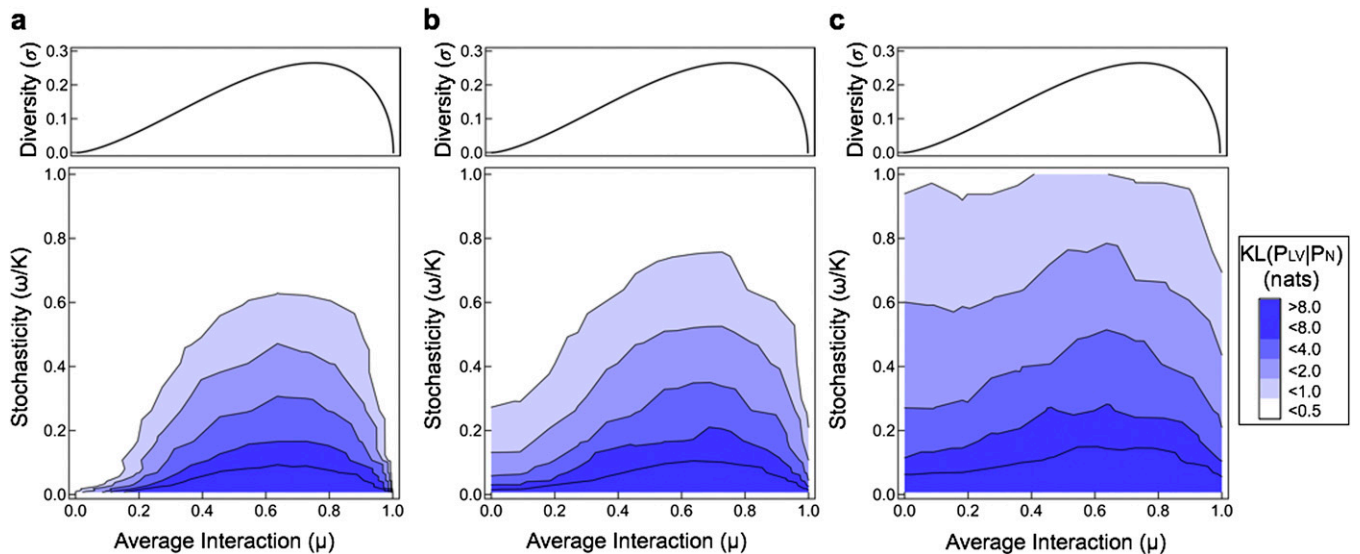 a
b
c
Diversity (σ)
0.3
0.2
0.1
0.0
Diversity (σ)
0.3
0.2
0.1
0.0
Diversity (σ)
0.3
0.2
0.1
0.0
Stochasticity (ω/K)
1.0
0.8
0.6
0.4
0.2
0.0
0.0 0.2 0.4 0.6 0.8 1.0
Average Interaction (μ)
Stochasticity (ω/K)
1.0
0.8
0.6
0.4
0.2
0.0
0.0 0.2 0.4 0.6 0.8 1.0
Average Interaction (μ)
Stochasticity (ω/K)
1.0
0.8
0.6
0.4
0.2
0.0
0.0 0.2 0.4 0.6 0.8 1.0
Average Interaction (μ)
KL(PLV|PN)
(nats)
>8.0
<8.0
<4.0
<2.0
<1.0
<0.5